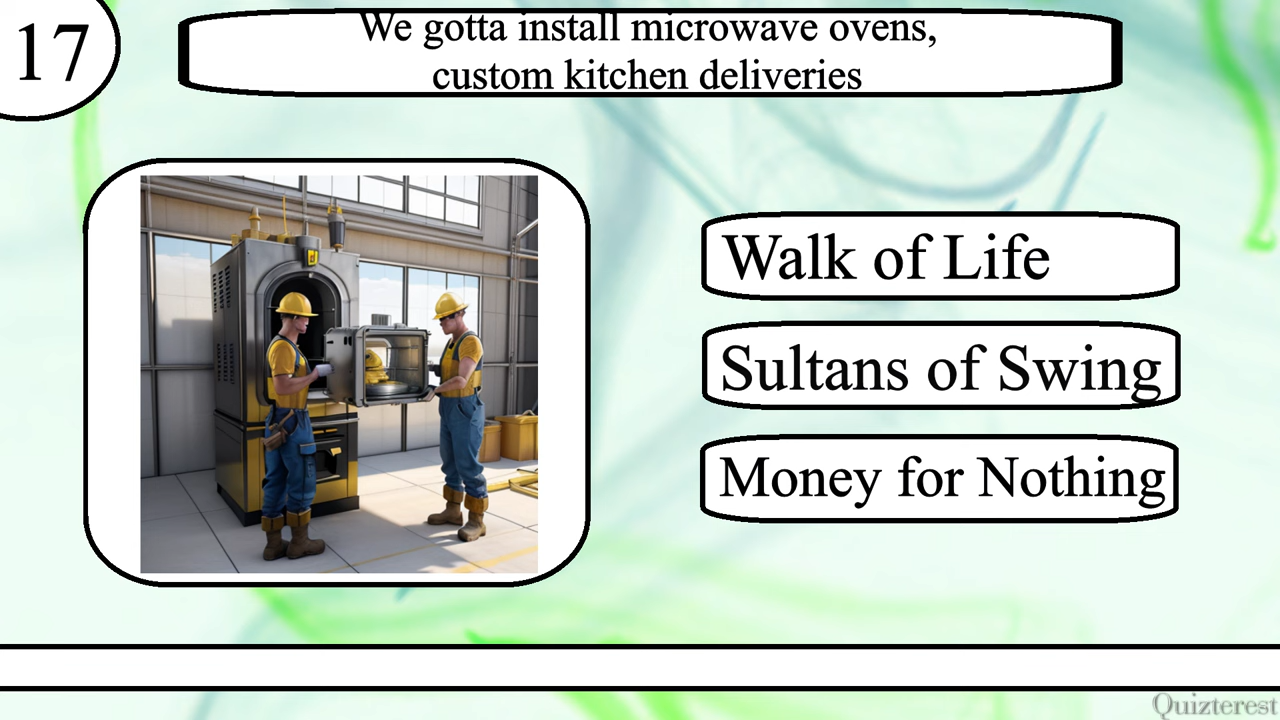 17
We gotta install microwave ovens,
custom kitchen deliveries
Walk of Life
Sultans of Swing
Money for Nothing
Quizterest